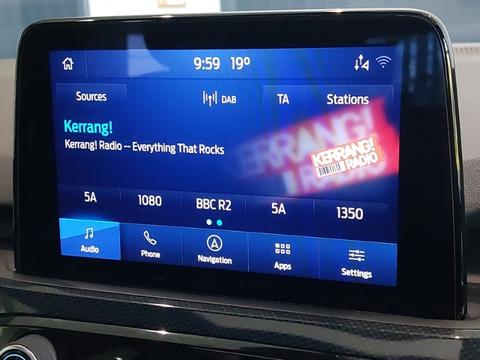 9:59 19°
Sources DAB TA Stations
Kerrang!
Kerrang! Radio -- Everything That Rocks
KERRANG!
RADIO
KERRANG!
RADIO
5A 1080 BBC R2 5A 1350
Audio Phone Navigation Apps Settings